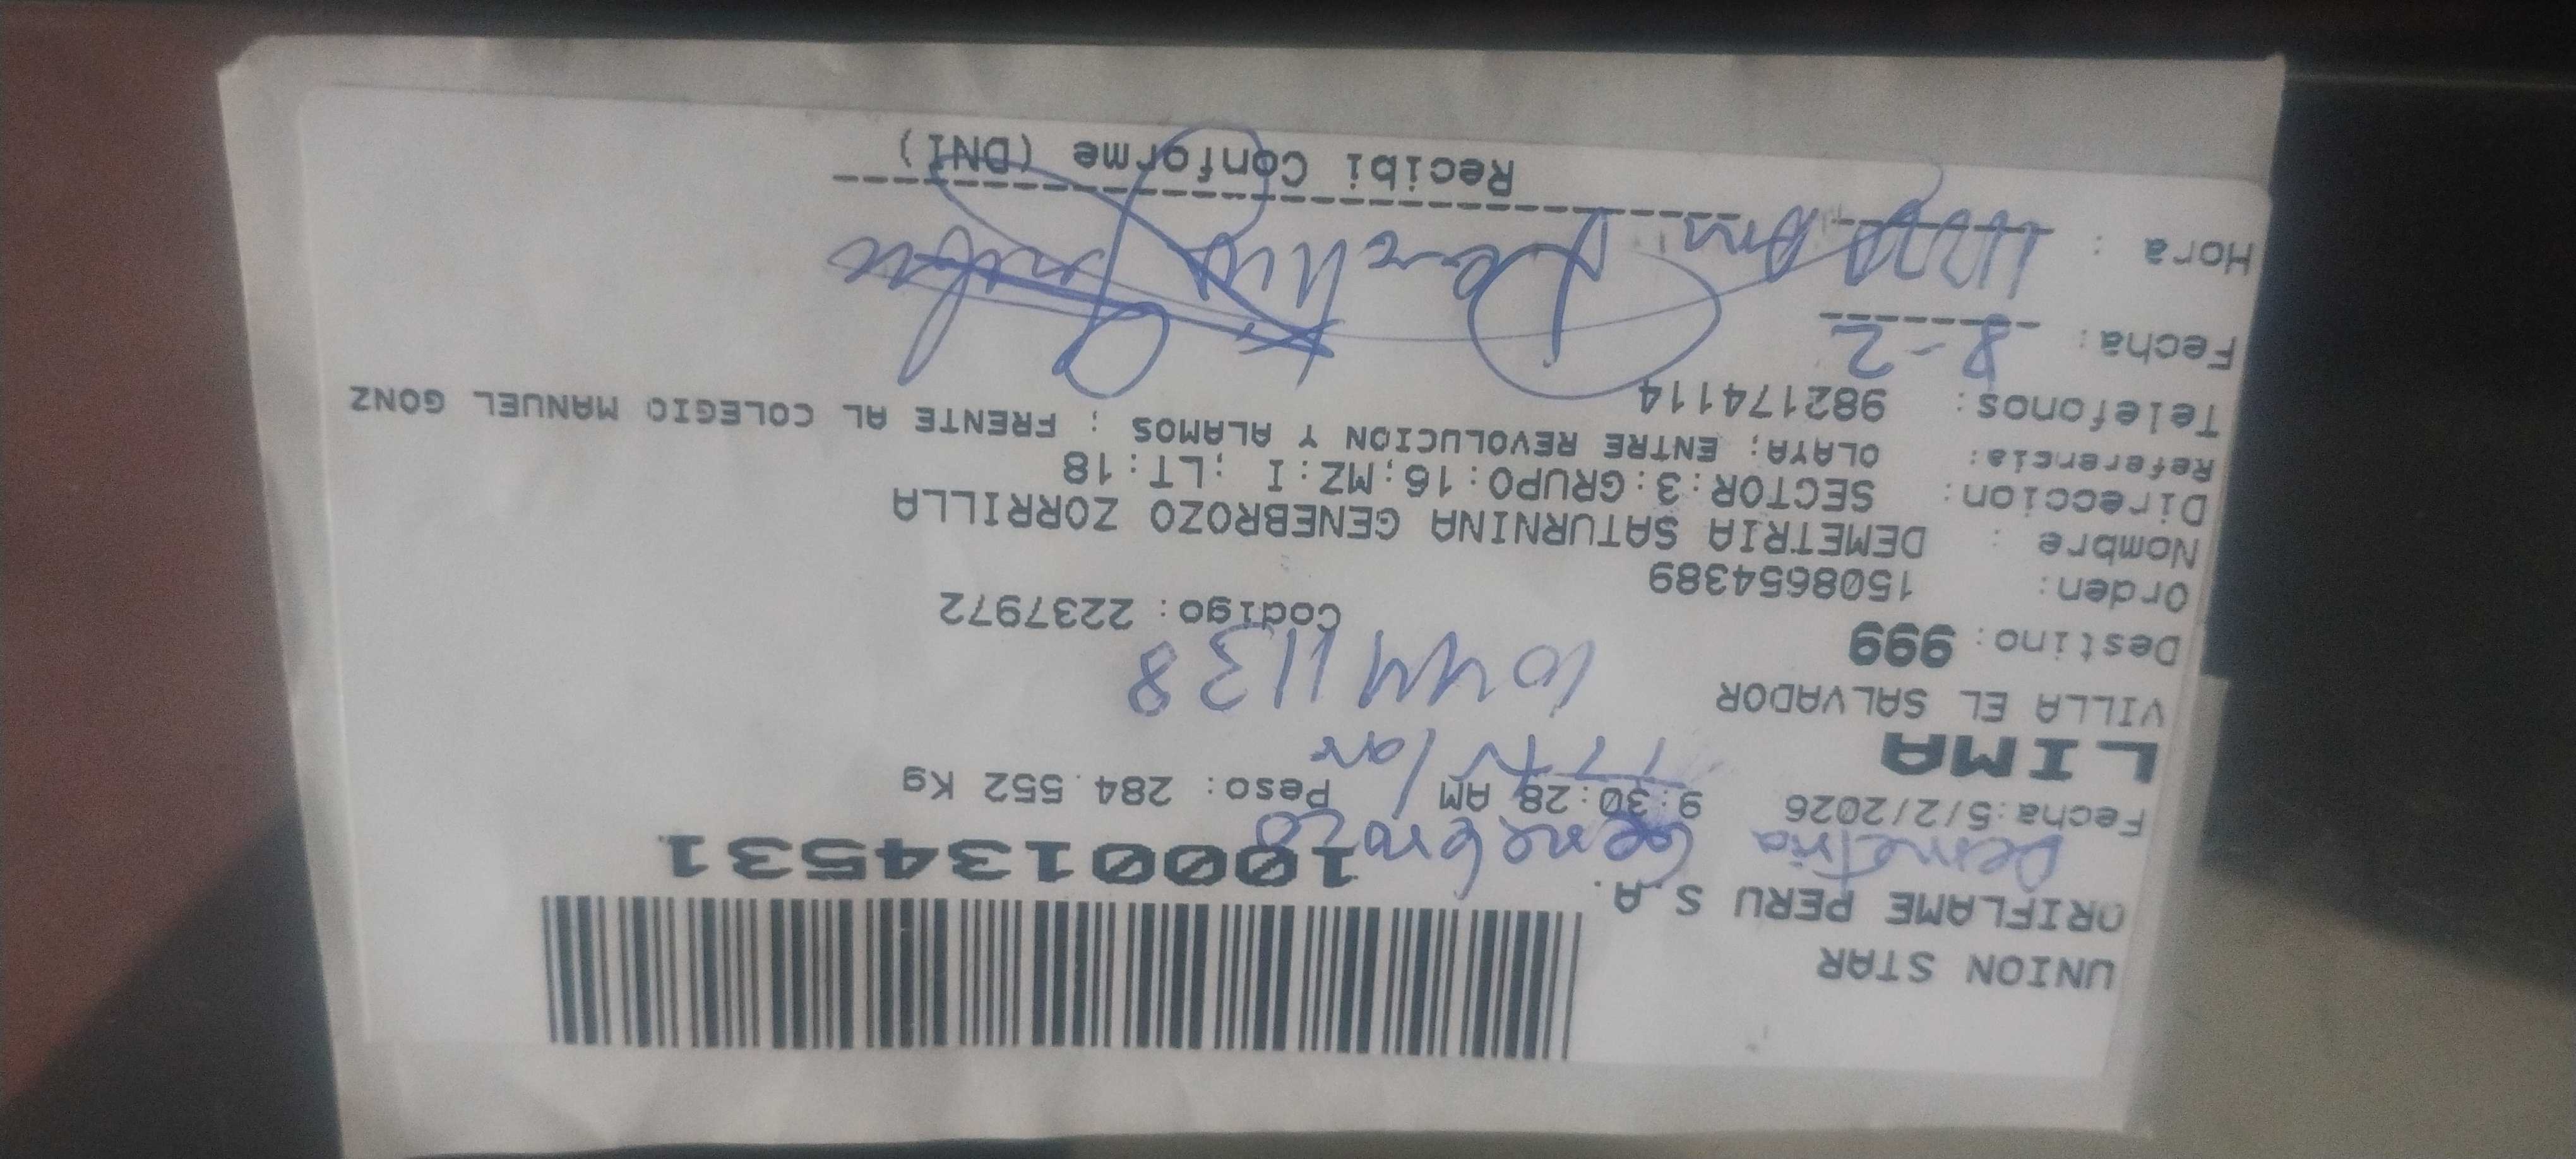 UNION STAR
ORIFLAME PERU S.A.
1000134531
Demetria Genebrozo
Fecha:5/2/2026 9:30:28 AM Peso: 284.552 Kg
LIMA
VILLA EL SALVADOR
10441138
Destino: 999
Codigo: 2237972
Orden: 1508654389
Nombre : DEMETRIA SATURNINA GENEBROZO ZORRILLA
Direccion: SECTOR:3:GRUPO:16;MZ:I ;LT:18
Referencia: OLAYA; ENTRE REVOLUCION Y ALAMOS ; FRENTE AL COLEGIO MANUEL GONZ
Telefonos: 982174114
Fecha: 8-2
Hora :
Recibi Conforme (DNI)